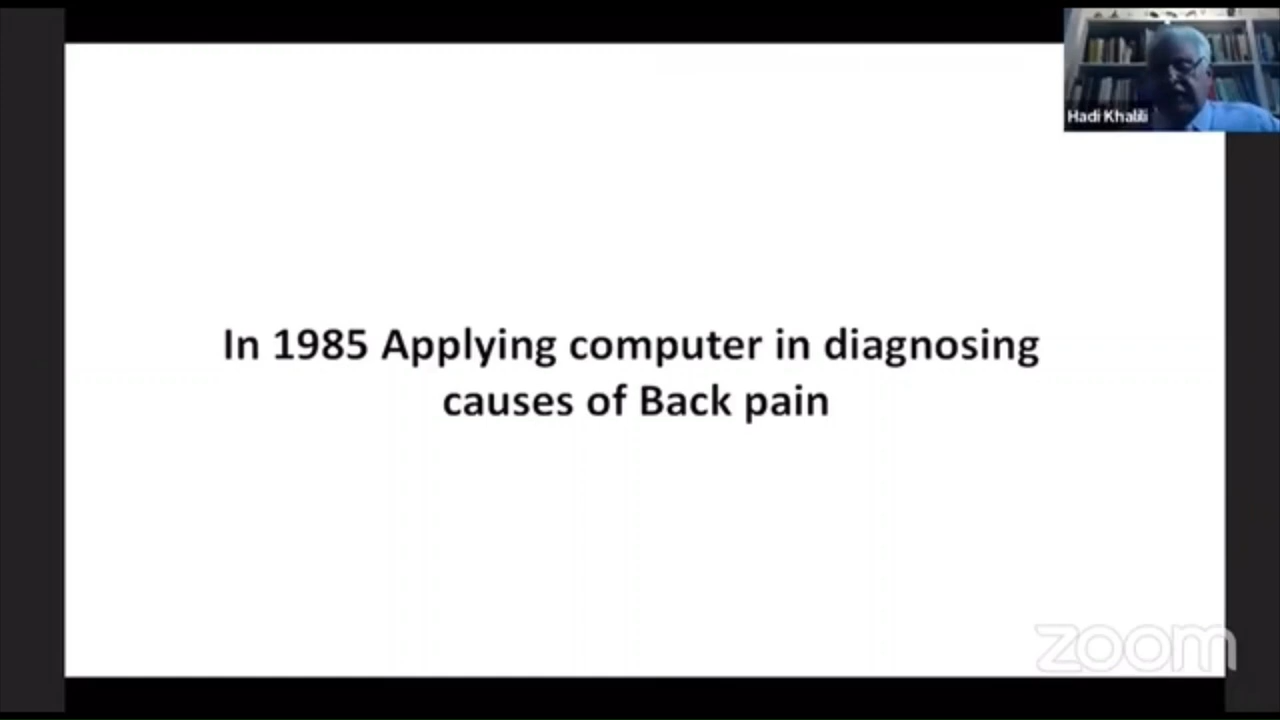 Hadi Khalili
In 1985 Applying computer in diagnosing
causes of Back pain
zoom